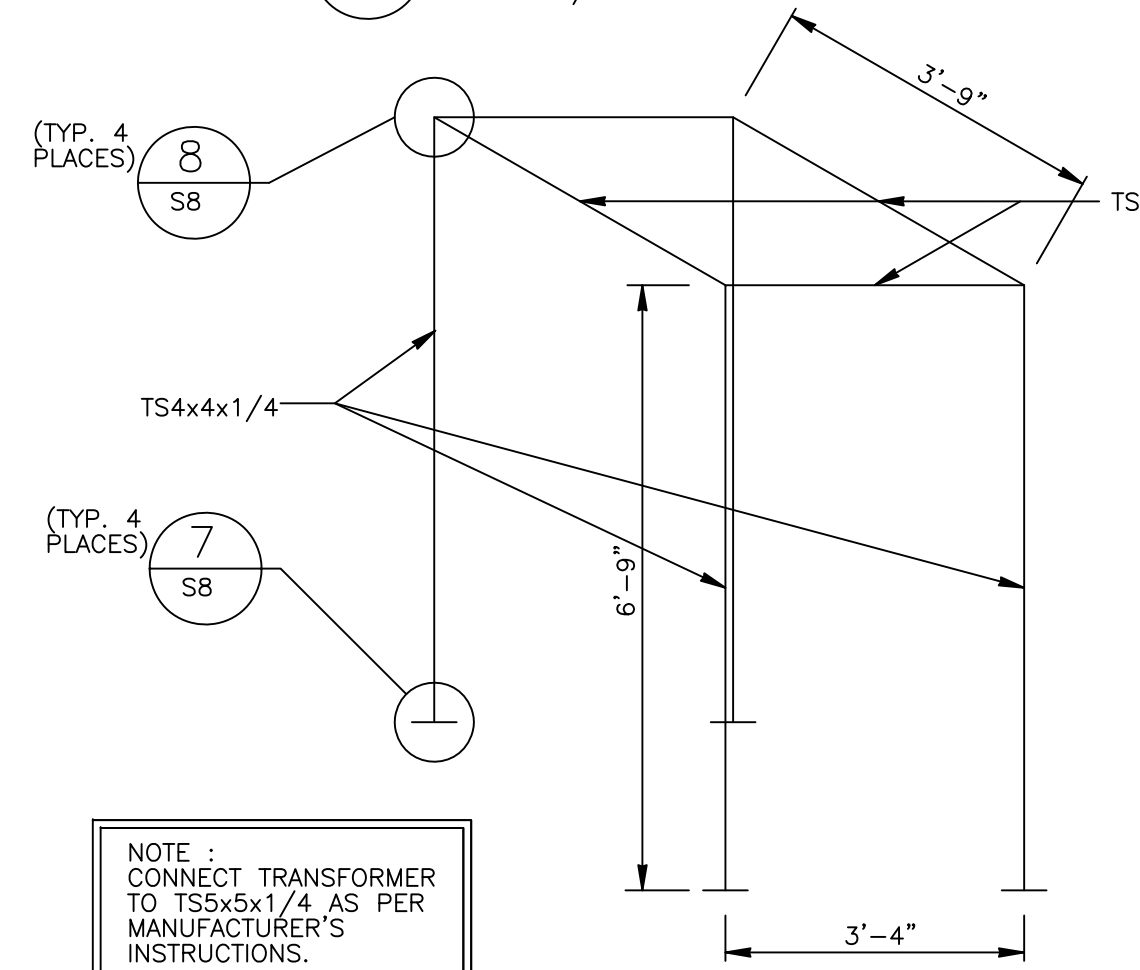 3'-9"
(TYP. 4
PLACES)
8
S8
TS
TS4x4x1/4
(TYP. 4
PLACES)
7
S8
6'-9"
NOTE :
CONNECT TRANSFORMER
TO TS5x5x1/4 AS PER
MANUFACTURER'S
INSTRUCTIONS.
3'-4"